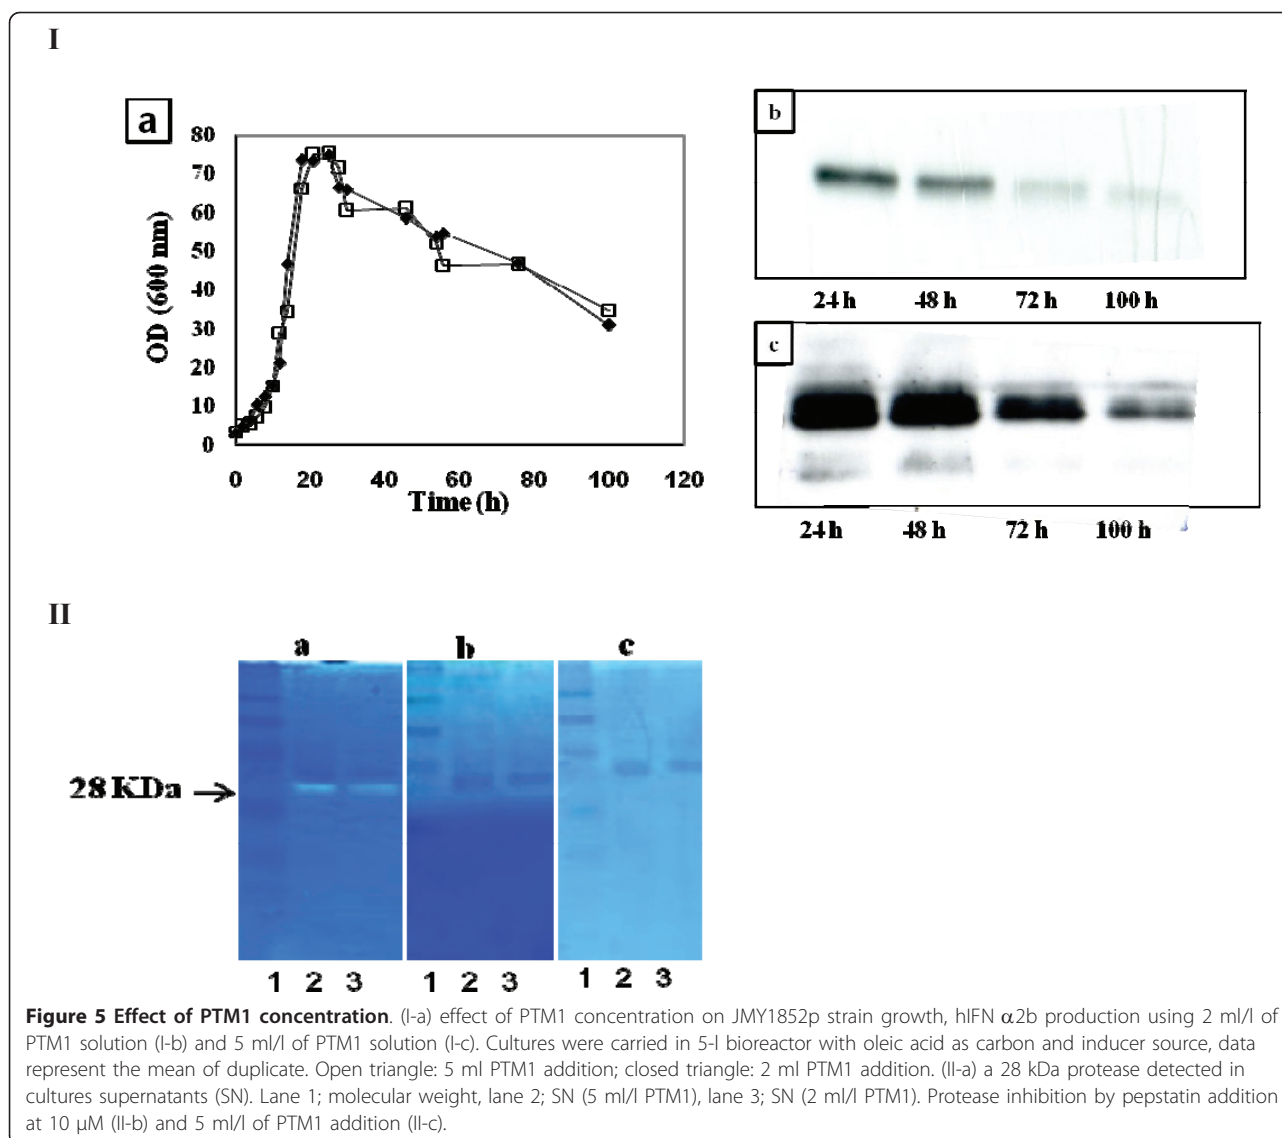 I
a
80
70
60
50
40
30
20
10
0
OD (600 nm)
0 20 40 60 80 100 120
Time (h)
b
24 h 48 h 72 h 100 h
c
24 h 48 h 72 h 100 h
II
a b c
28 KDa
1 2 3 1 2 3 1 2 3
Figure 5 Effect of PTM1 concentration. (I-a) effect of PTM1 concentration on JMY1852p strain growth, hIFN α2b production using 2 ml/l of
PTM1 solution (I-b) and 5 ml/l of PTM1 solution (I-c). Cultures were carried in 5-l bioreactor with oleic acid as carbon and inducer source, data
represent the mean of duplicate. Open triangle: 5 ml PTM1 addition; closed triangle: 2 ml PTM1 addition. (II-a) a 28 kDa protease detected in
cultures supernatants (SN). Lane 1; molecular weight, lane 2; SN (5 ml/l PTM1), lane 3; SN (2 ml/l PTM1). Protease inhibition by pepstatin addition
at 10 μM (II-b) and 5 ml/l of PTM1 addition (II-c).